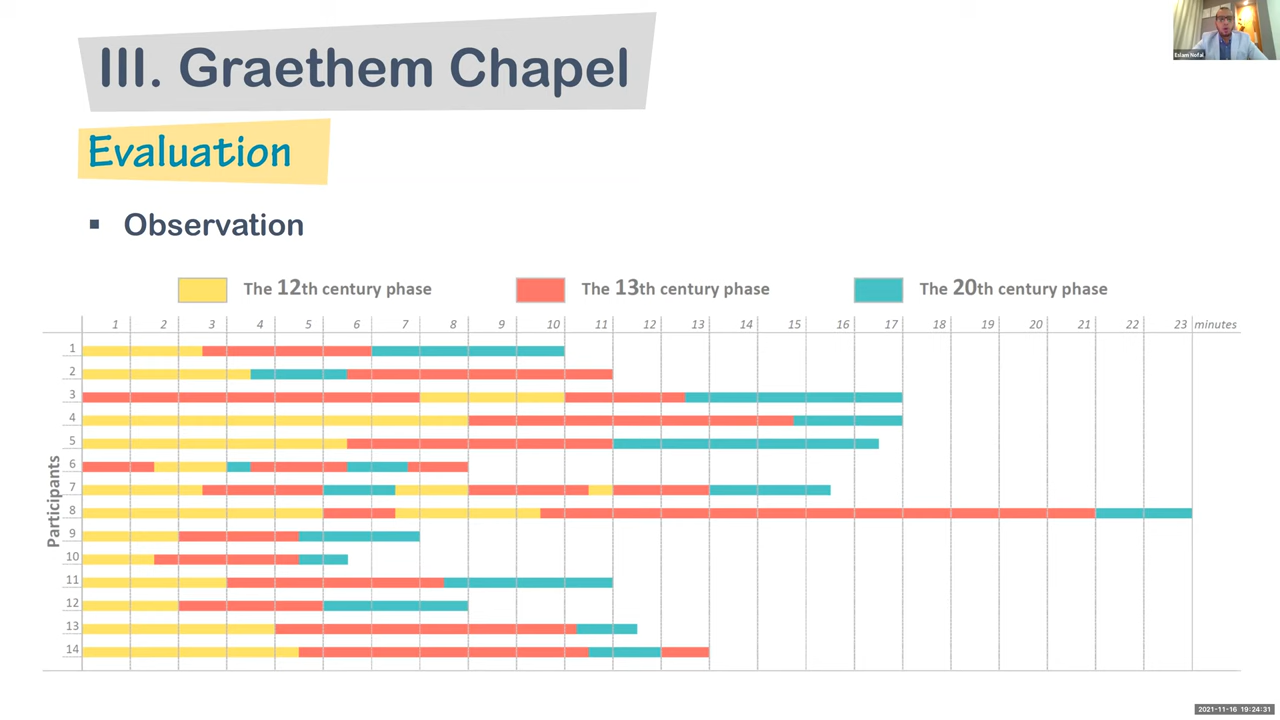 III. Graethem Chapel
Eslam Nofal
Evaluation
▪ Observation
The 12th century phase
The 13th century phase
The 20th century phase
1 2 3 4 5 6 7 8 9 10 11 12 13 14 15 16 17 18 19 20 21 22 23 minutes
Participants
1
2
3
4
5
6
7
8
9
10
11
12
13
14
2021-11-16 19:24:31